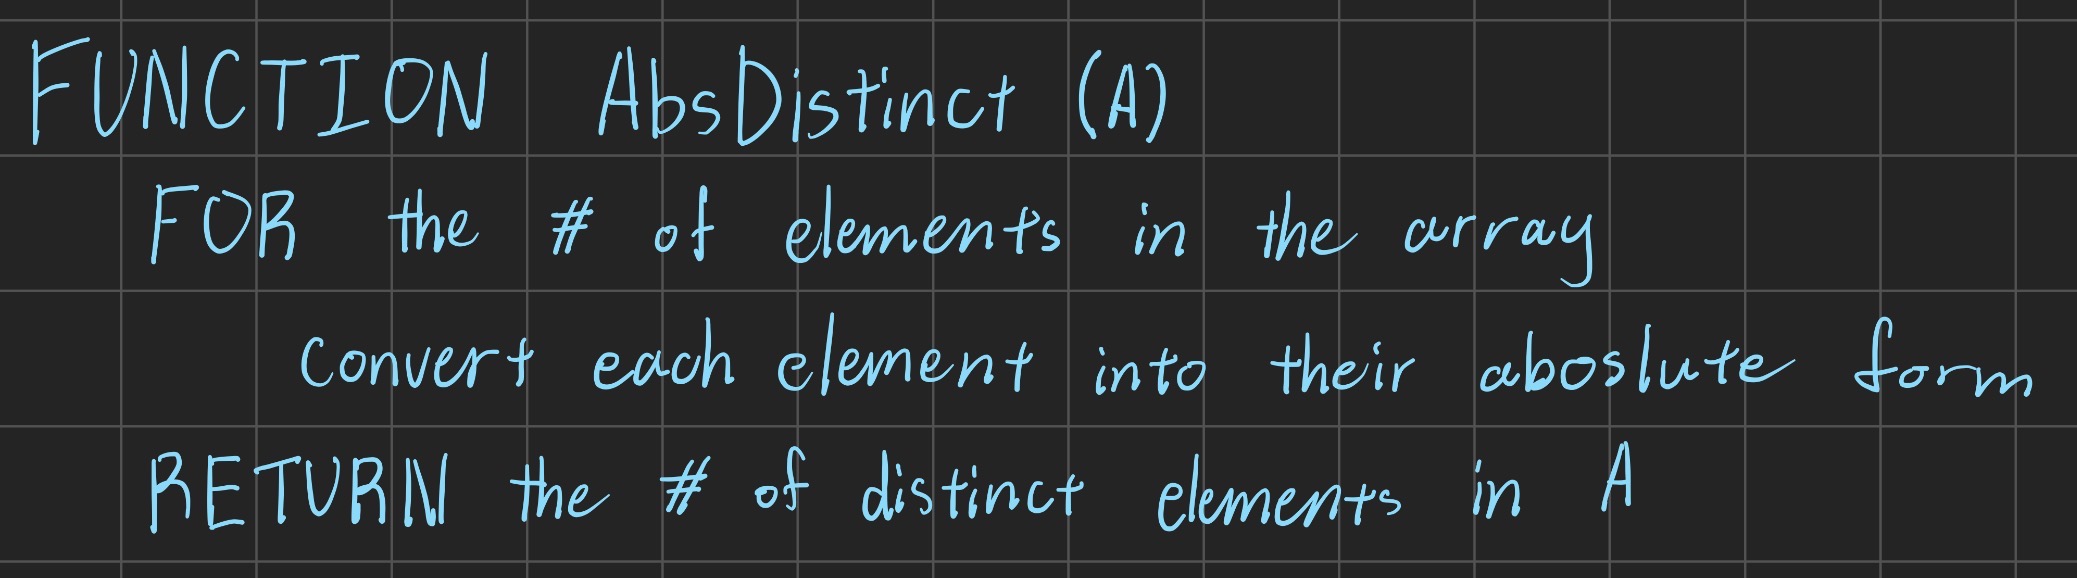 FUNCTION AbsDistinct (A)
FOR the # of elements in the array
convert each element into their aboslute form
RETURN the # of distinct elements in A